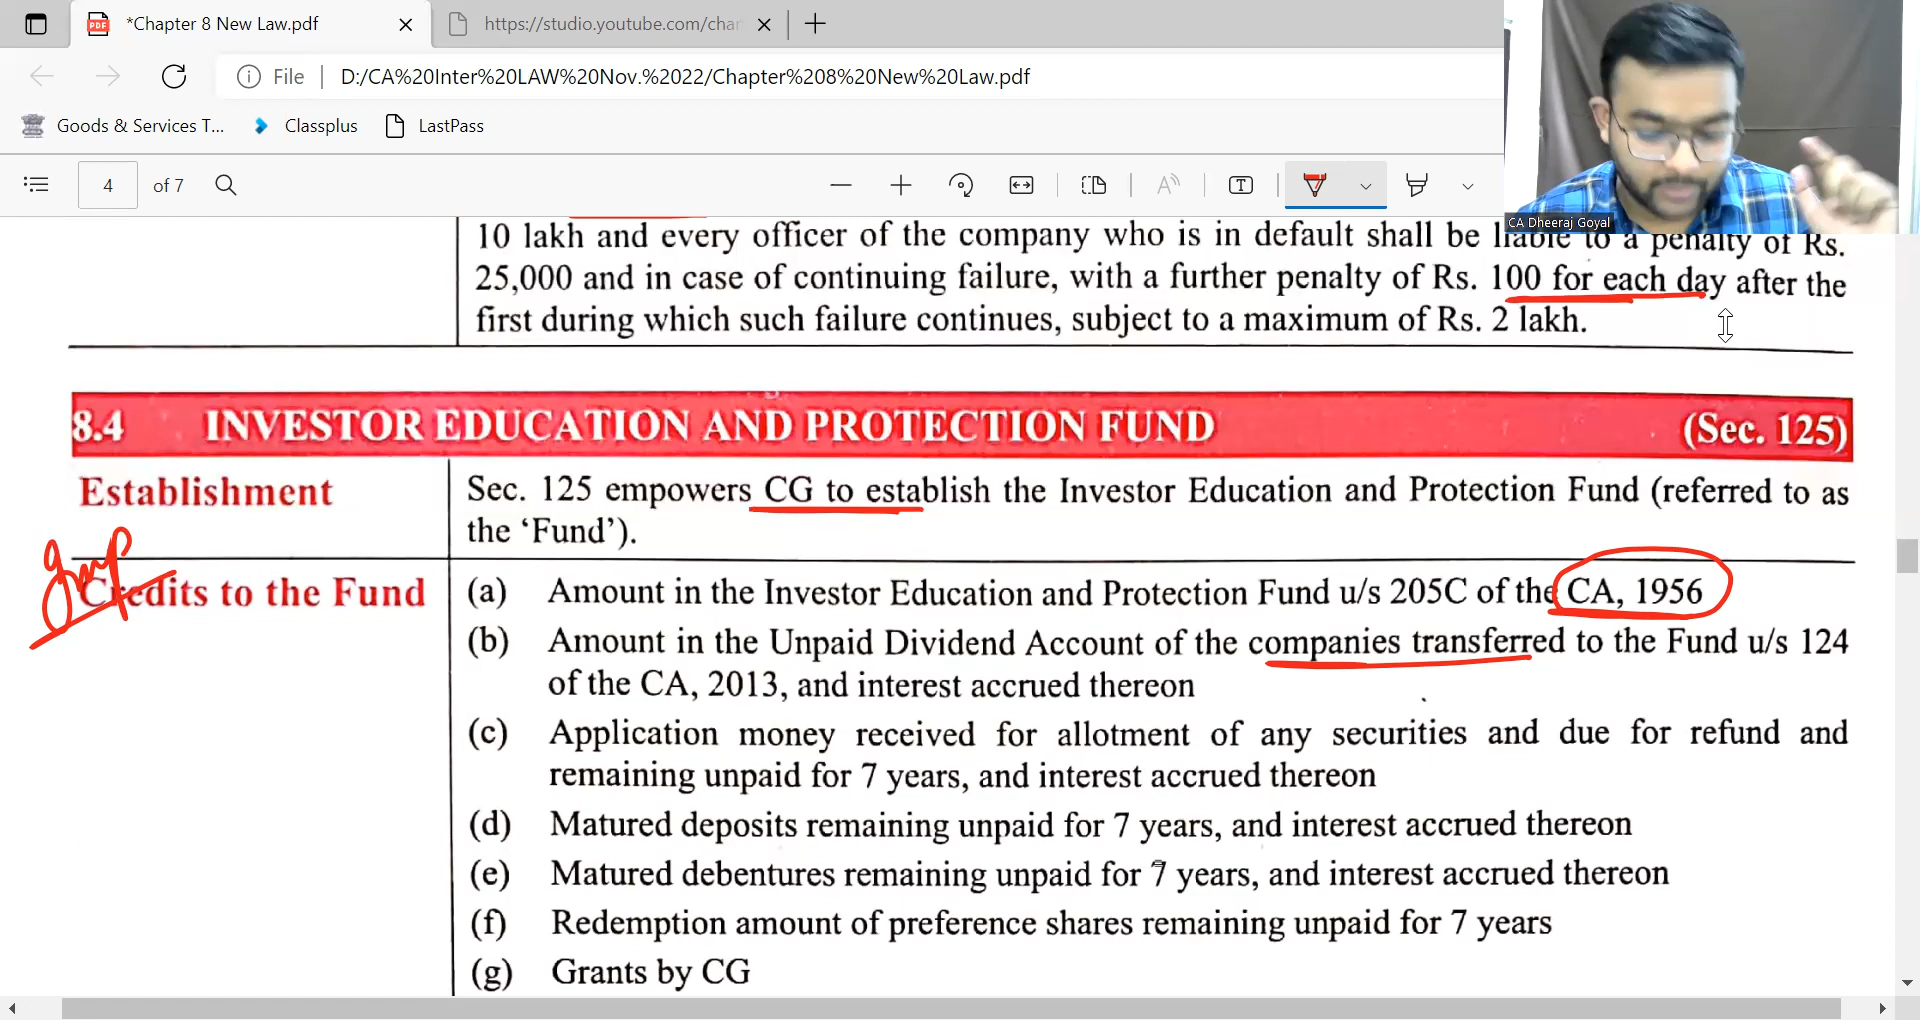 *Chapter 8 New Law.pdf
https://studio.youtube.com/char
File
D:/CA%20Inter%20LAW%20Nov.%2022/Chapter%208%20New%20Law.pdf
Goods & Services T...
Classplus
LastPass
4 of 7
CA Dheeraj Goyal
10 lakh and every officer of the company who is in default shall be liable to a penalty of Rs.
25,000 and in case of continuing failure, with a further penalty of Rs. 100 for each day after the
first during which such failure continues, subject to a maximum of Rs. 2 lakh.
8.4 INVESTOR EDUCATION AND PROTECTION FUND (Sec. 125)
Establishment
Sec. 125 empowers CG to establish the Investor Education and Protection Fund (referred to as
the ‘Fund’).
Imp
Credits to the Fund
(a) Amount in the Investor Education and Protection Fund u/s 205C of the CA, 1956
(b) Amount in the Unpaid Dividend Account of the companies transferred to the Fund u/s 124
of the CA, 2013, and interest accrued thereon
(c) Application money received for allotment of any securities and due for refund and
remaining unpaid for 7 years, and interest accrued thereon
(d) Matured deposits remaining unpaid for 7 years, and interest accrued thereon
(e) Matured debentures remaining unpaid for 7 years, and interest accrued thereon
(f) Redemption amount of preference shares remaining unpaid for 7 years
(g) Grants by CG